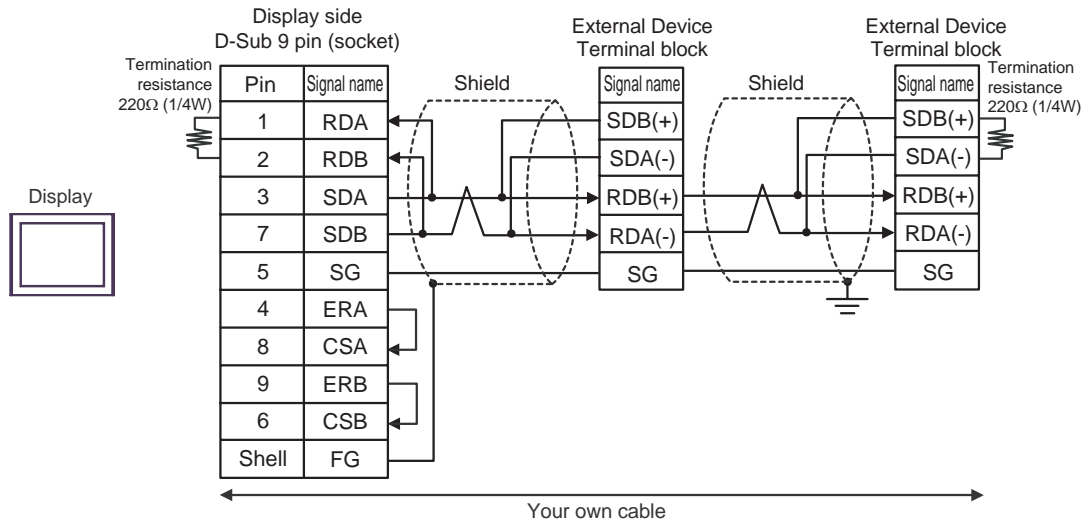 Display side
D-Sub 9 pin (socket)
External Device
Terminal block
External Device
Terminal block
Termination
resistance
220Ω (1/4W)
Termination
resistance
220Ω (1/4W)
Pin Signal name
Shield
Signal name
Shield
Signal name
1 RDA
SDB(+)
SDB(+)
2 RDB
SDA(-)
SDA(-)
3 SDA
RDB(+)
RDB(+)
7 SDB
RDA(-)
RDA(-)
5 SG
SG
SG
4 ERA
8 CSA
9 ERB
6 CSB
Shell FG
Display
Your own cable